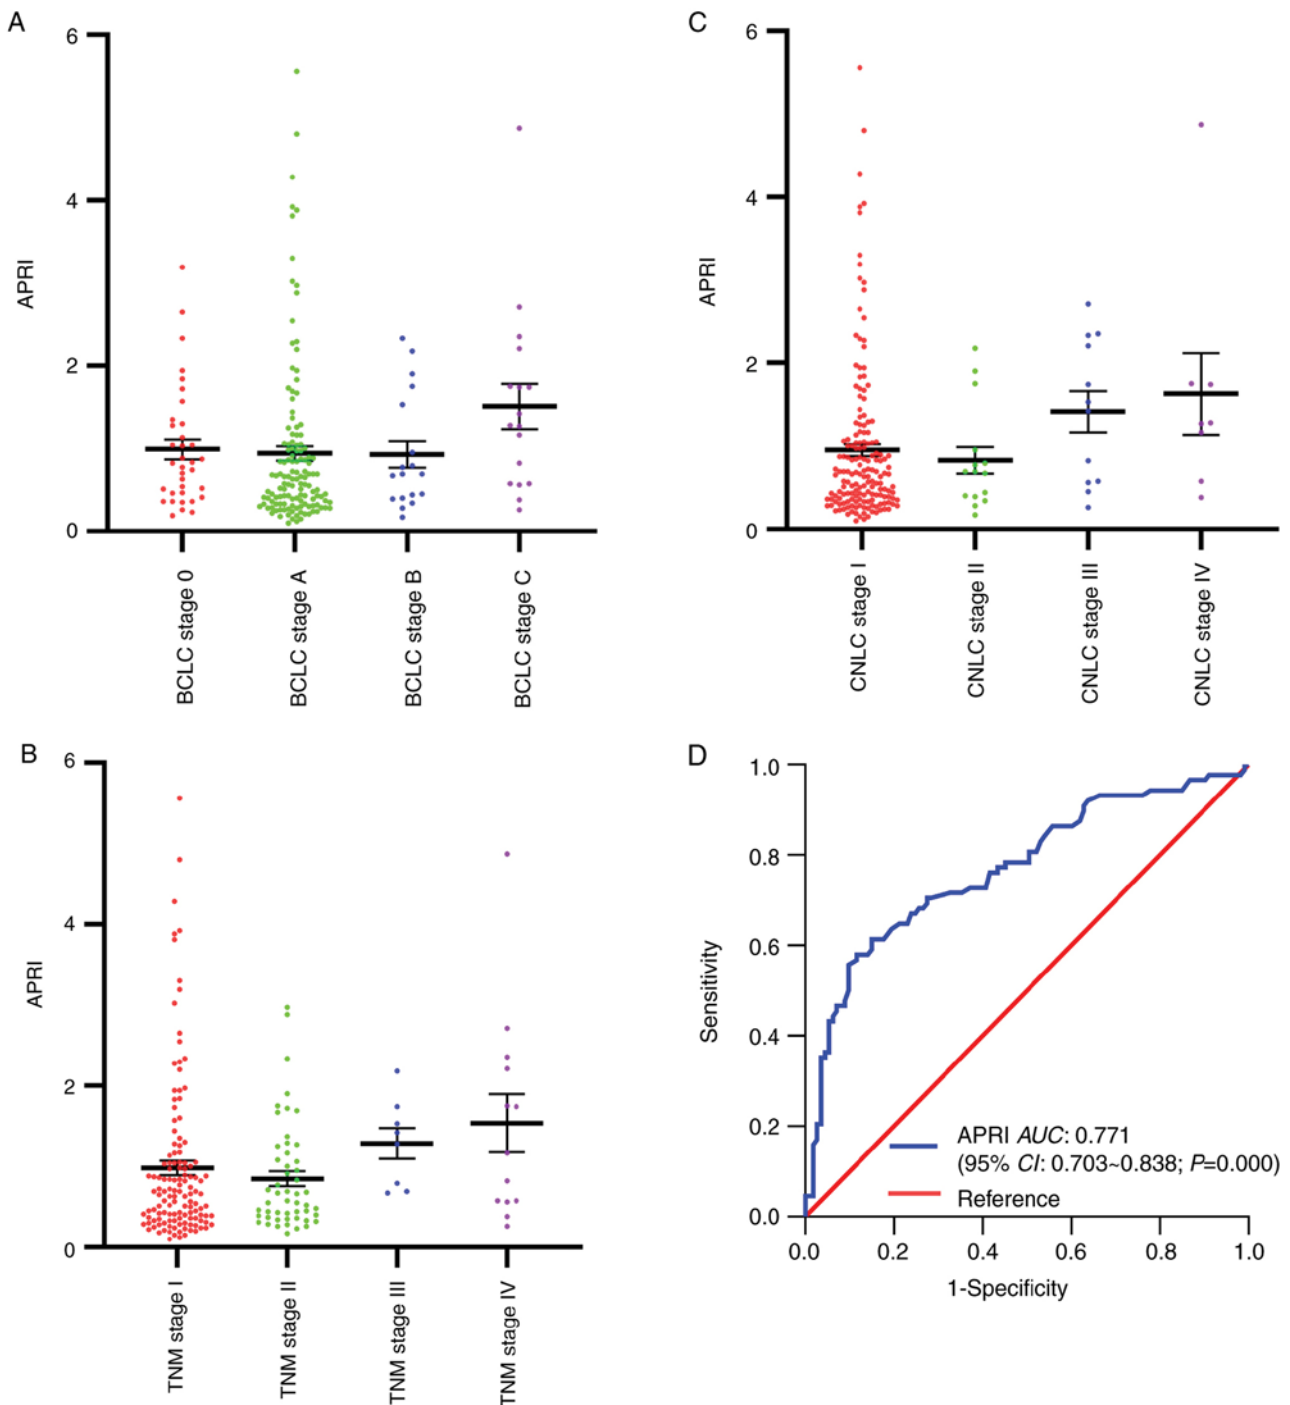 A
6
4
2
0
APRI
BCLC stage 0
BCLC stage A
BCLC stage B
BCLC stage C
C
6
4
2
0
APRI
CNLC stage I
CNLC stage II
CNLC stage III
CNLC stage IV
B
6
4
2
0
APRI
TNM stage I
TNM stage II
TNM stage III
TNM stage IV
D
1.0
0.8
0.6
0.4
0.2
0.0
Sensitivity
APRI AUC: 0.771
(95% CI: 0.703~0.838; P=0.000)
Reference
0.0 0.2 0.4 0.6 0.8 1.0
1-Specificity